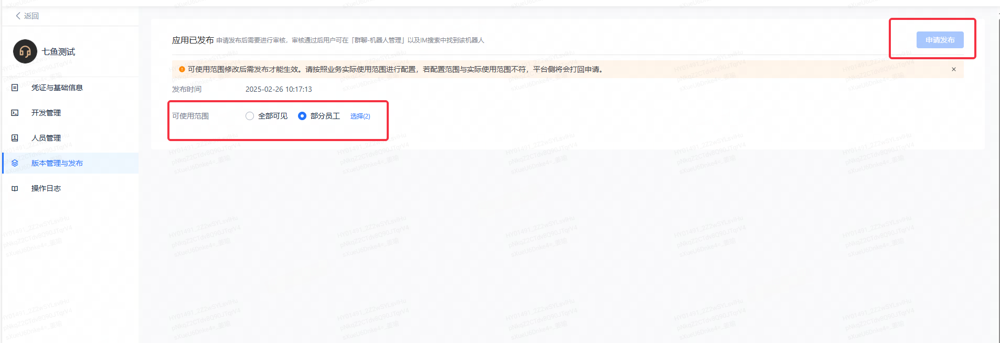 返回
七鱼测试
凭证与基础信息
开发管理
人员管理
版本管理与发布
操作日志
应用已发布 申请发布后需要进行审核，审核通过后用户可在「群聊-机器人管理」以及IM搜索中找到该机器人
申请发布
可使用范围修改后需发布才能生效。请按照业务实际使用范围进行配置，若配置范围与实际使用范围不符，平台侧将会打回申请。
发布时间 2025-02-26 10:17:13
可使用范围 全部可见 部分员工 选择(2)